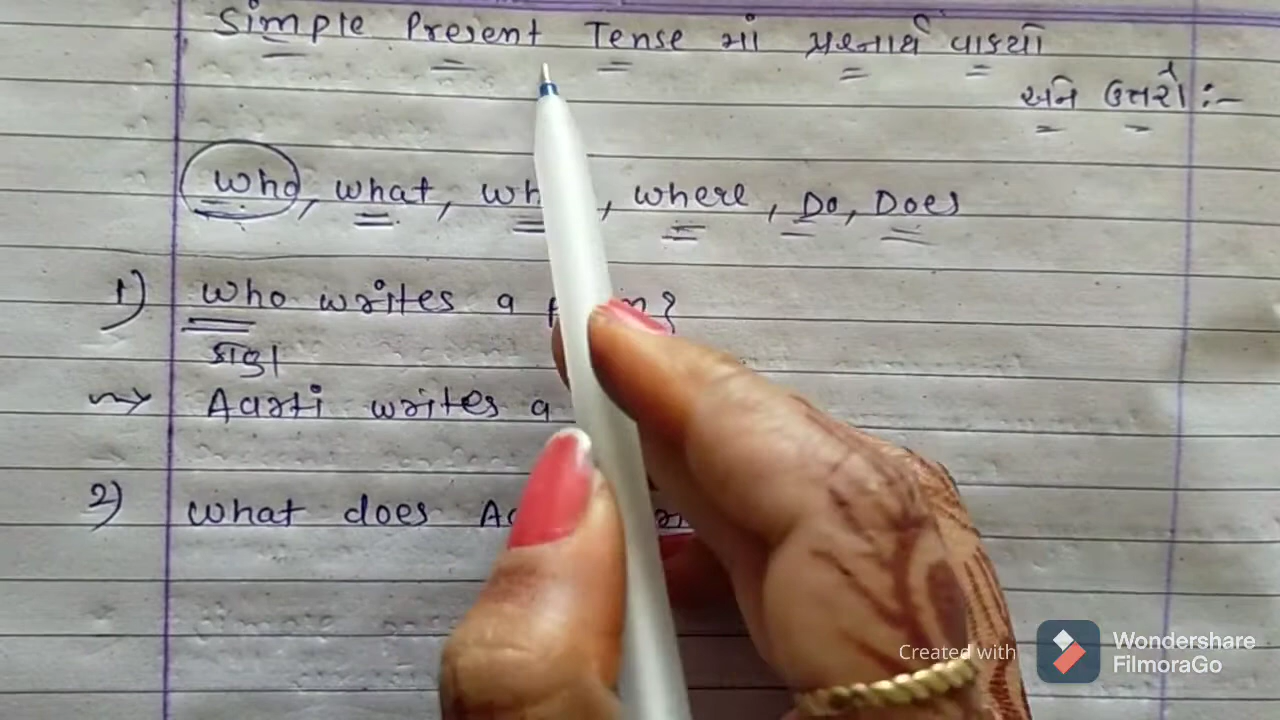 Simple Present Tense માં પ્રશ્નાર્થ વાક્યો
અને ઉત્તરો :-
Who, what, where, Do, Does
1) Who writes a
કોણ
Aarti writes a
2) What does
Created with Wondershare FilmoraGo